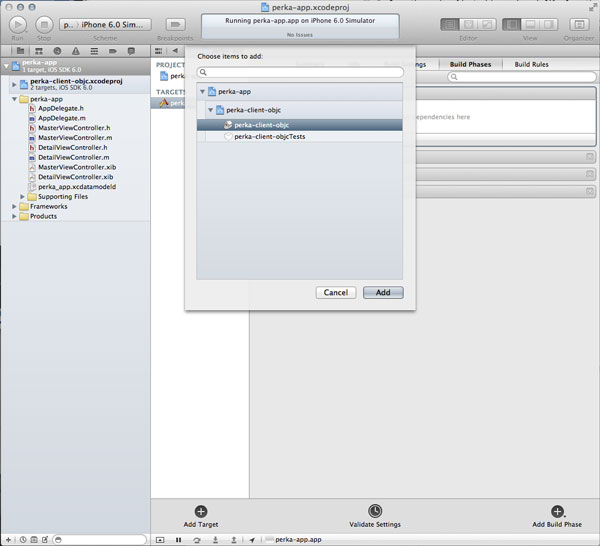 perka-app.xcodeproj
p.. iPhone 6.0 Sim...
Running perka-app.app on iPhone 6.0 Simulator
No Issues
Run
Stop
Scheme
Breakpoints
Editor
View
Organizer
perka-app
1 target, iOS SDK 6.0
perka-client-objc.xcodeproj
2 targets, iOS SDK 6.0
perka-app
AppDelegate.h
AppDelegate.m
MasterViewController.h
MasterViewController.m
DetailViewController.h
DetailViewController.m
MasterViewController.xib
DetailViewController.xib
perka_app.xcdatamodeld
Supporting Files
Frameworks
Products
PROJEC
TARGETS
Choose items to add:
perka-app
perka-client-objc
perka-client-objc
perka-client-objcTests
Cancel
Add
Build Phases
Build Rules
ependencies here
Add Target
Validate Settings
Add Build Phase
perka-app.app